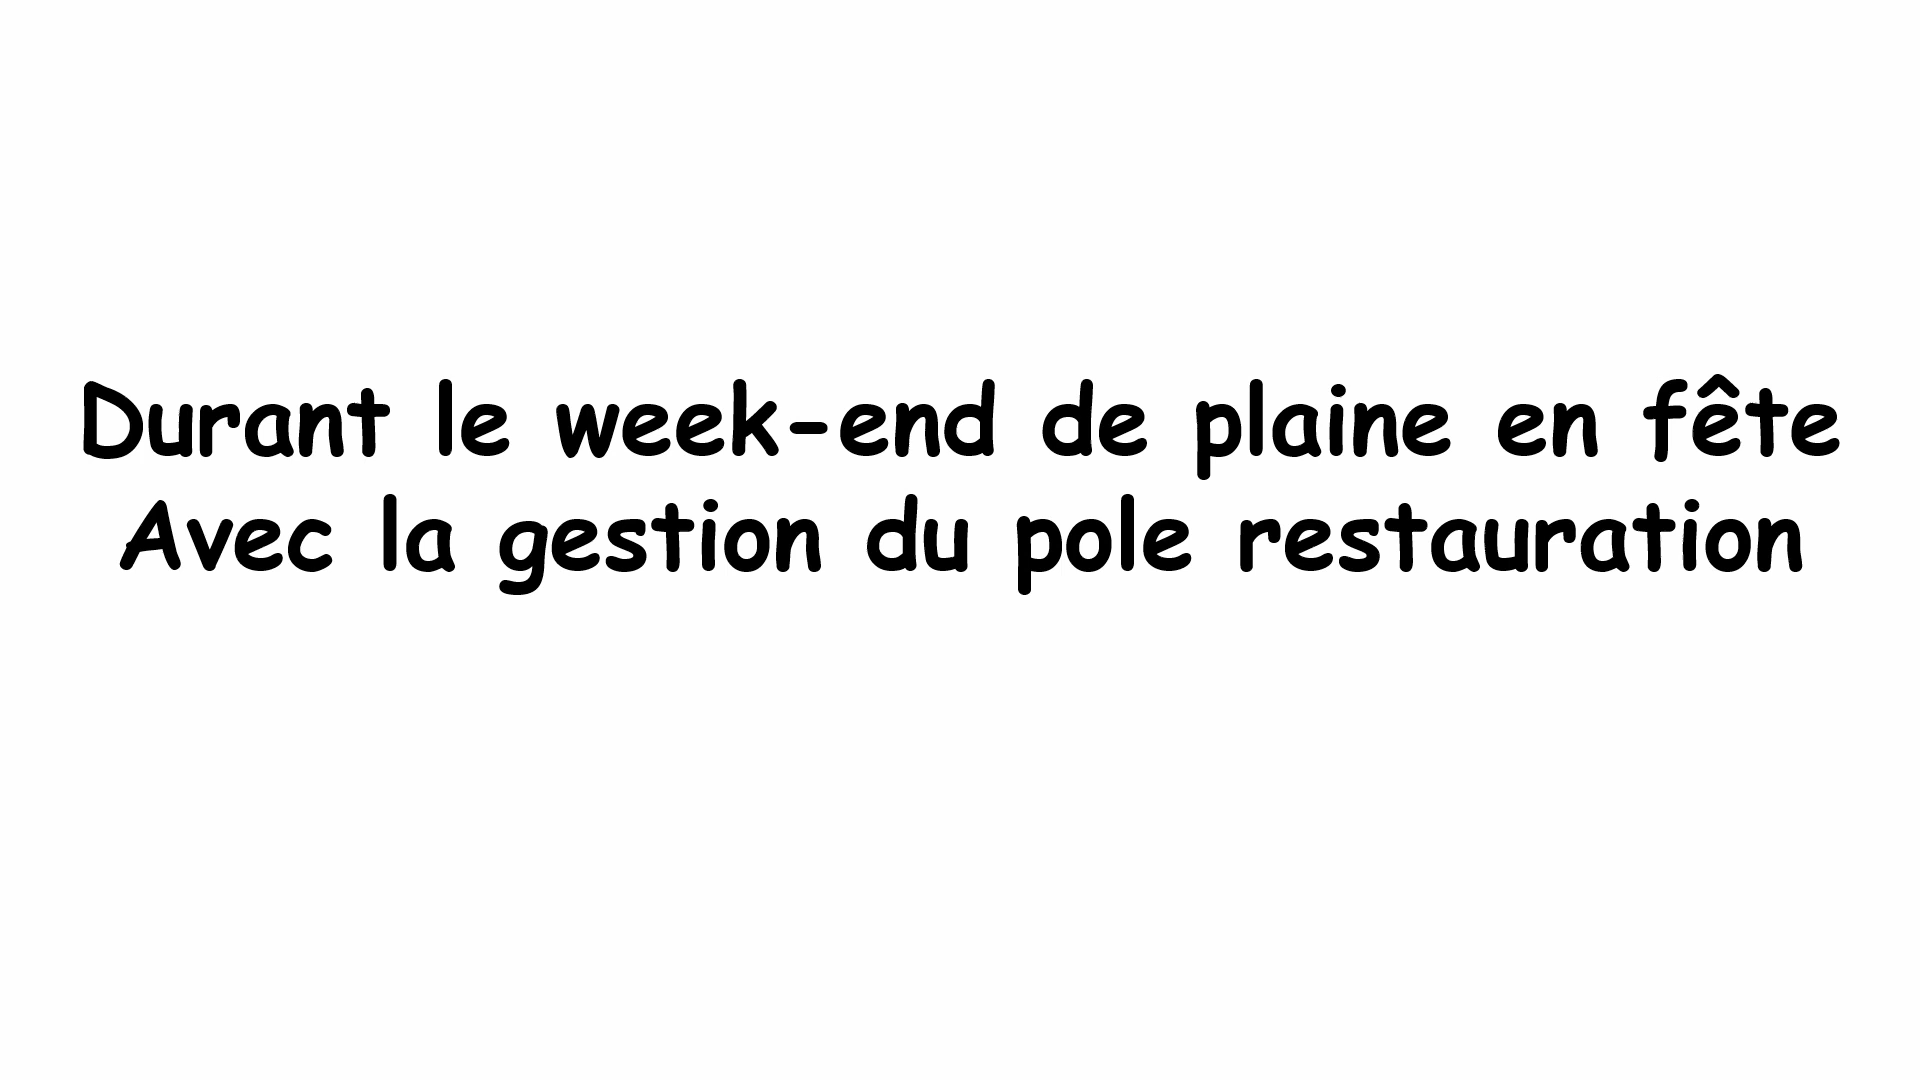 Durant le week-end de plaine en fête
Avec la gestion du pole restauration